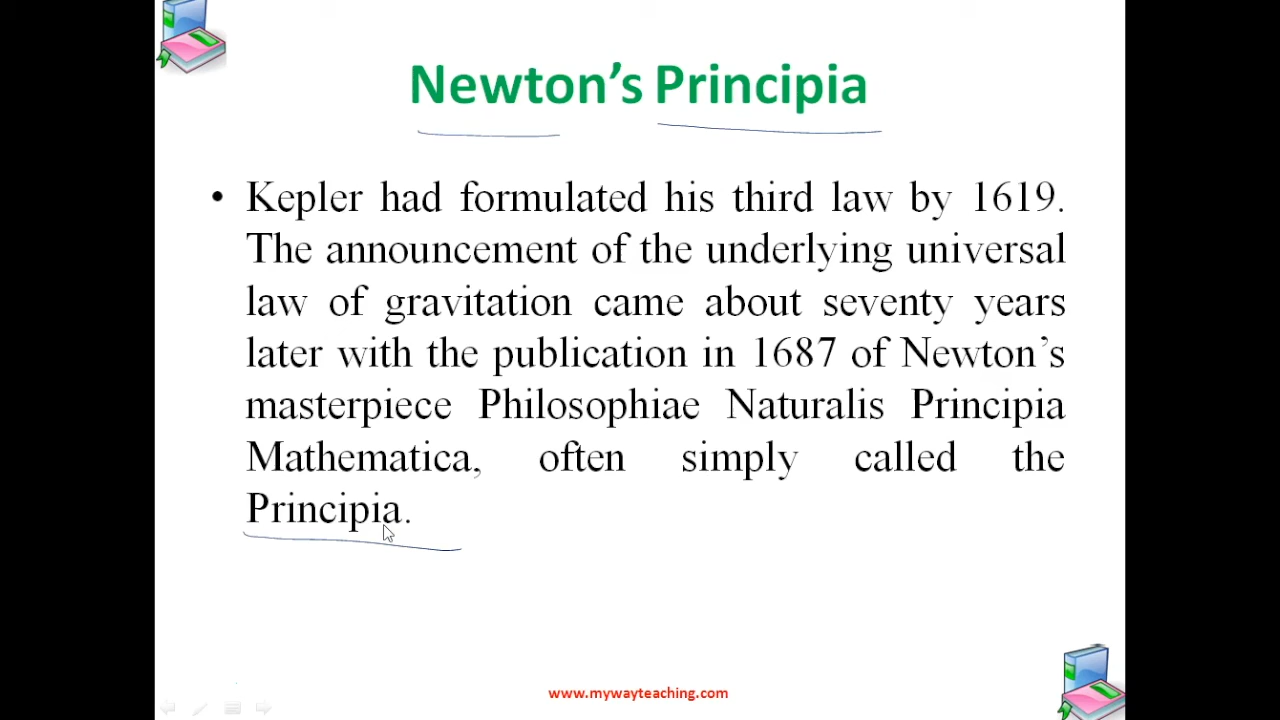 Newton's Principia
• Kepler had formulated his third law by 1619.
The announcement of the underlying universal
law of gravitation came about seventy years
later with the publication in 1687 of Newton's
masterpiece Philosophiae Naturalis Principia
Mathematica, often simply called the
Principia.
www.mywayteaching.com